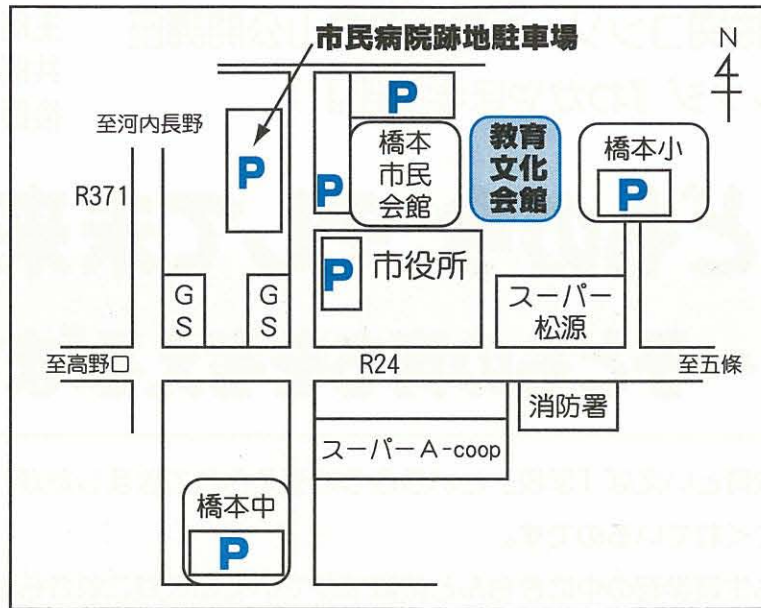 市民病院跡地駐車場
N
至河内長野
P
P
P
橋本
市民
会館
教育
文化
会館
橋本小
P
R371
P
市役所
GS
GS
スーパー
松源
至高野口
R24
至五條
消防署
スーパーA-coop
橋本中
P